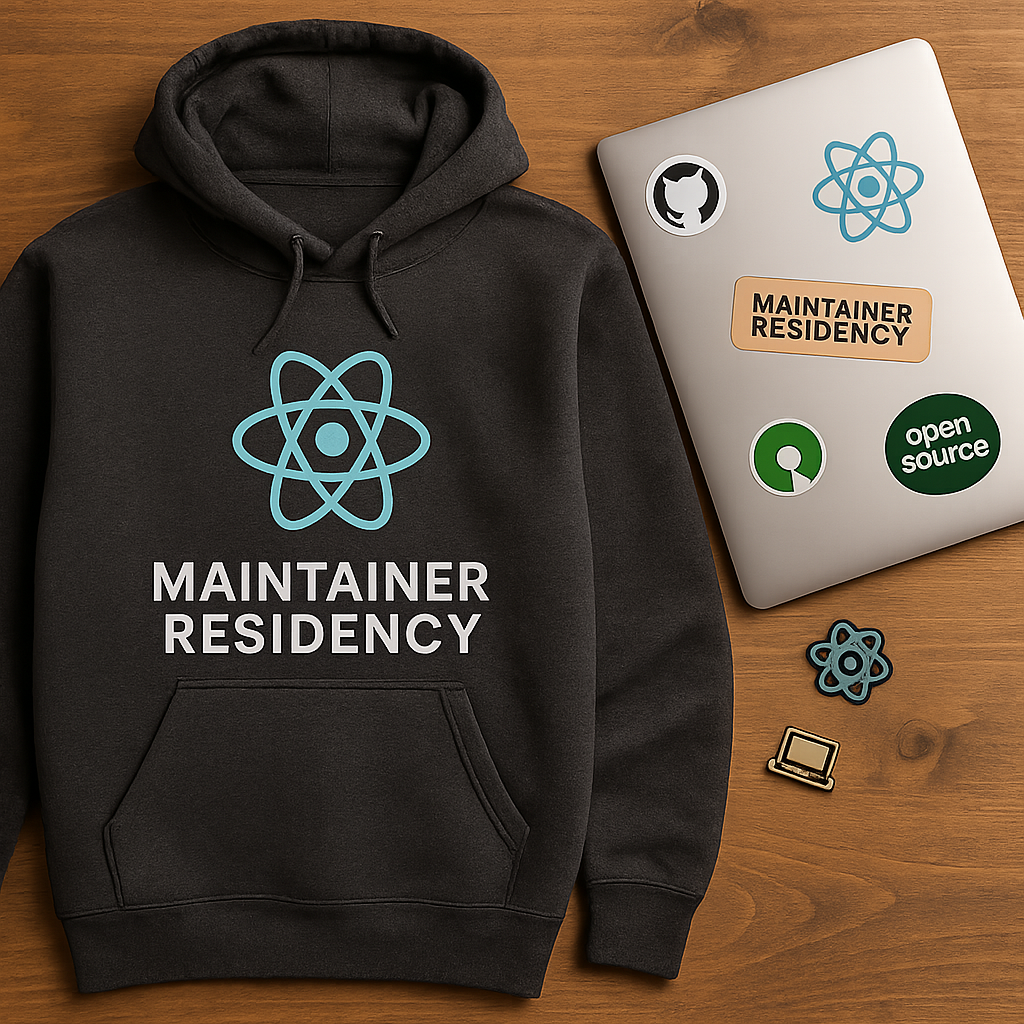 MAINTAINER
RESIDENCY
MAINTAINER
RESIDENCY
open
source